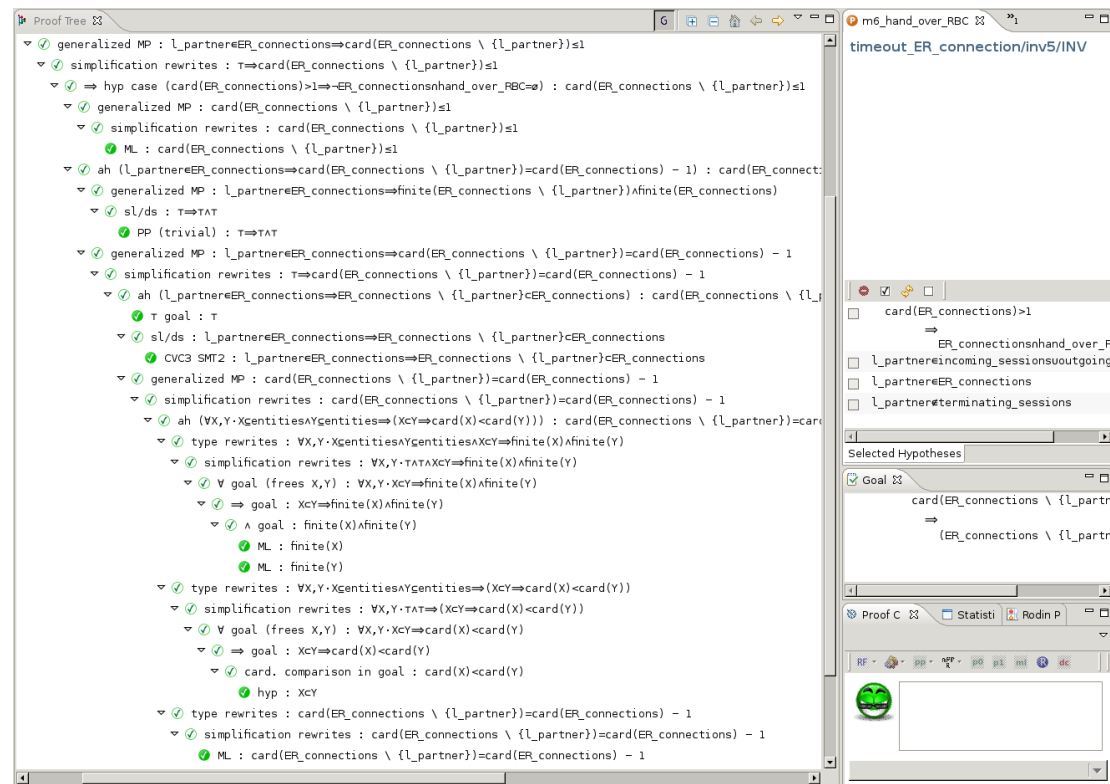 Proof Tree
G
▽ generalized MP : l_partner∈ER_connections⇒card(ER_connections ∖ {l_partner})≤1
simplification rewrites : ⊤⇒card(ER_connections ∖ {l_partner})≤1
⇒ hyp case (card(ER_connections)>1⇒¬ER_connections∩hand_over_RBC=∅) : card(ER_connections ∖ {l_partner})≤1
generalized MP : card(ER_connections ∖ {l_partner})≤1
simplification rewrites : card(ER_connections ∖ {l_partner})≤1
ML : card(ER_connections ∖ {l_partner})≤1
ah (l_partner∈ER_connections⇒card(ER_connections ∖ {l_partner})=card(ER_connections) − 1) : card(ER_connect
generalized MP : l_partner∈ER_connections⇒finite(ER_connections ∖ {l_partner})∧finite(ER_connections)
sl/ds : ⊤⇒⊤∧⊤
PP (trivial) : ⊤⇒⊤∧⊤
generalized MP : l_partner∈ER_connections⇒card(ER_connections ∖ {l_partner})=card(ER_connections) − 1
simplification rewrites : ⊤⇒card(ER_connections ∖ {l_partner})=card(ER_connections) − 1
ah (l_partner∈ER_connections⇒ER_connections ∖ {l_partner}⊂ER_connections) : card(ER_connections ∖ {l_p
⊤ goal : ⊤
sl/ds : l_partner∈ER_connections⇒ER_connections ∖ {l_partner}⊂ER_connections
CVC3 SMT2 : l_partner∈ER_connections⇒ER_connections ∖ {l_partner}⊂ER_connections
generalized MP : card(ER_connections ∖ {l_partner})=card(ER_connections) − 1
simplification rewrites : card(ER_connections ∖ {l_partner})=card(ER_connections) − 1
ah (∀X,Y·X⊆entities∧Y⊆entities⇒(X⊂Y⇒card(X)<card(Y))) : card(ER_connections ∖ {l_partner})=card
type rewrites : ∀X,Y·X⊆entities∧Y⊆entities∧X⊂Y⇒finite(X)∧finite(Y)
simplification rewrites : ∀X,Y·⊤∧⊤∧X⊂Y⇒finite(X)∧finite(Y)
∀ goal (frees X,Y) : ∀X,Y·X⊂Y⇒finite(X)∧finite(Y)
⇒ goal : X⊂Y⇒finite(X)∧finite(Y)
∧ goal : finite(X)∧finite(Y)
ML : finite(X)
ML : finite(Y)
type rewrites : ∀X,Y·X⊆entities∧Y⊆entities⇒(X⊂Y⇒card(X)<card(Y))
simplification rewrites : ∀X,Y·⊤∧⊤⇒(X⊂Y⇒card(X)<card(Y))
∀ goal (frees X,Y) : ∀X,Y·X⊂Y⇒card(X)<card(Y)
⇒ goal : X⊂Y⇒card(X)<card(Y)
card. comparison in goal : card(X)<card(Y)
hyp : X⊂Y
type rewrites : card(ER_connections ∖ {l_partner})=card(ER_connections) − 1
simplification rewrites : card(ER_connections ∖ {l_partner})=card(ER_connections) − 1
ML : card(ER_connections ∖ {l_partner})=card(ER_connections) − 1
m6_hand_over_RBC
»1
timeout_ER_connection/inv5/INV
card(ER_connections)>1
⇒
ER_connections∩hand_over_R
l_partner∈incoming_sessions∪outgoing
l_partner∈ER_connections
l_partner∉terminating_sessions
Selected Hypotheses
Goal
card(ER_connections ∖ {l_partn
⇒
(ER_connections ∖ {l_partn
Proof C
Statisti
Rodin P
RF
pp
nPP R
p0
p1
ml
R
dc